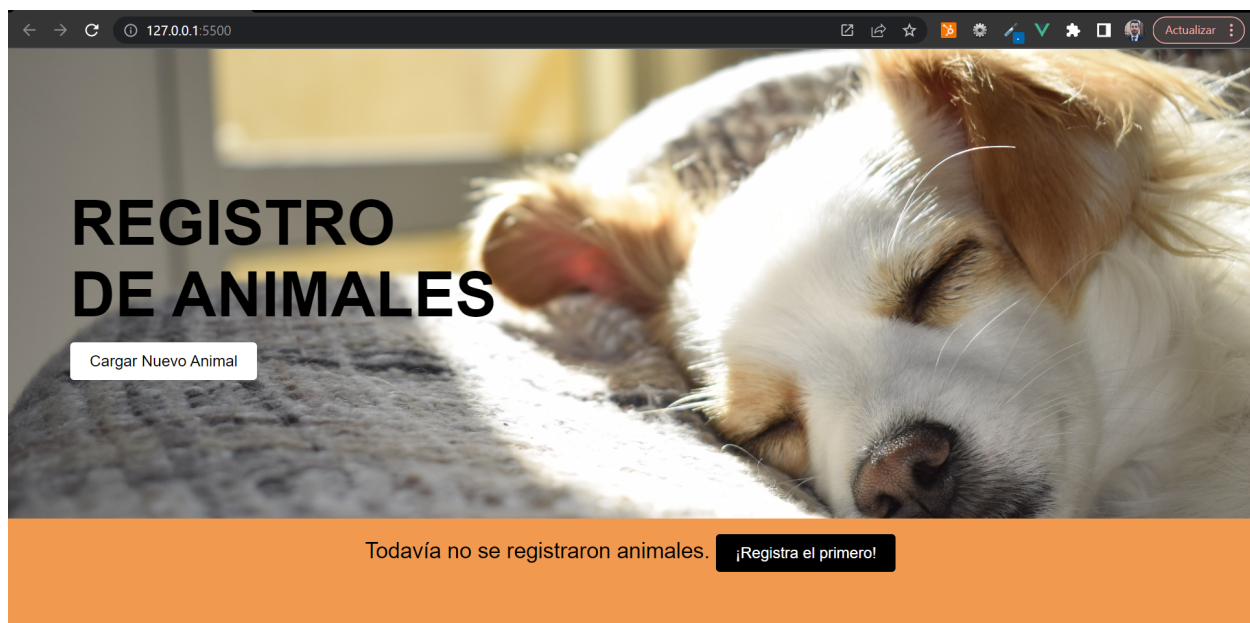 127.0.0.1:5500
Actualizar
REGISTRO
DE ANIMALES
Cargar Nuevo Animal
Todavía no se registraron animales. ¡Registra el primero!